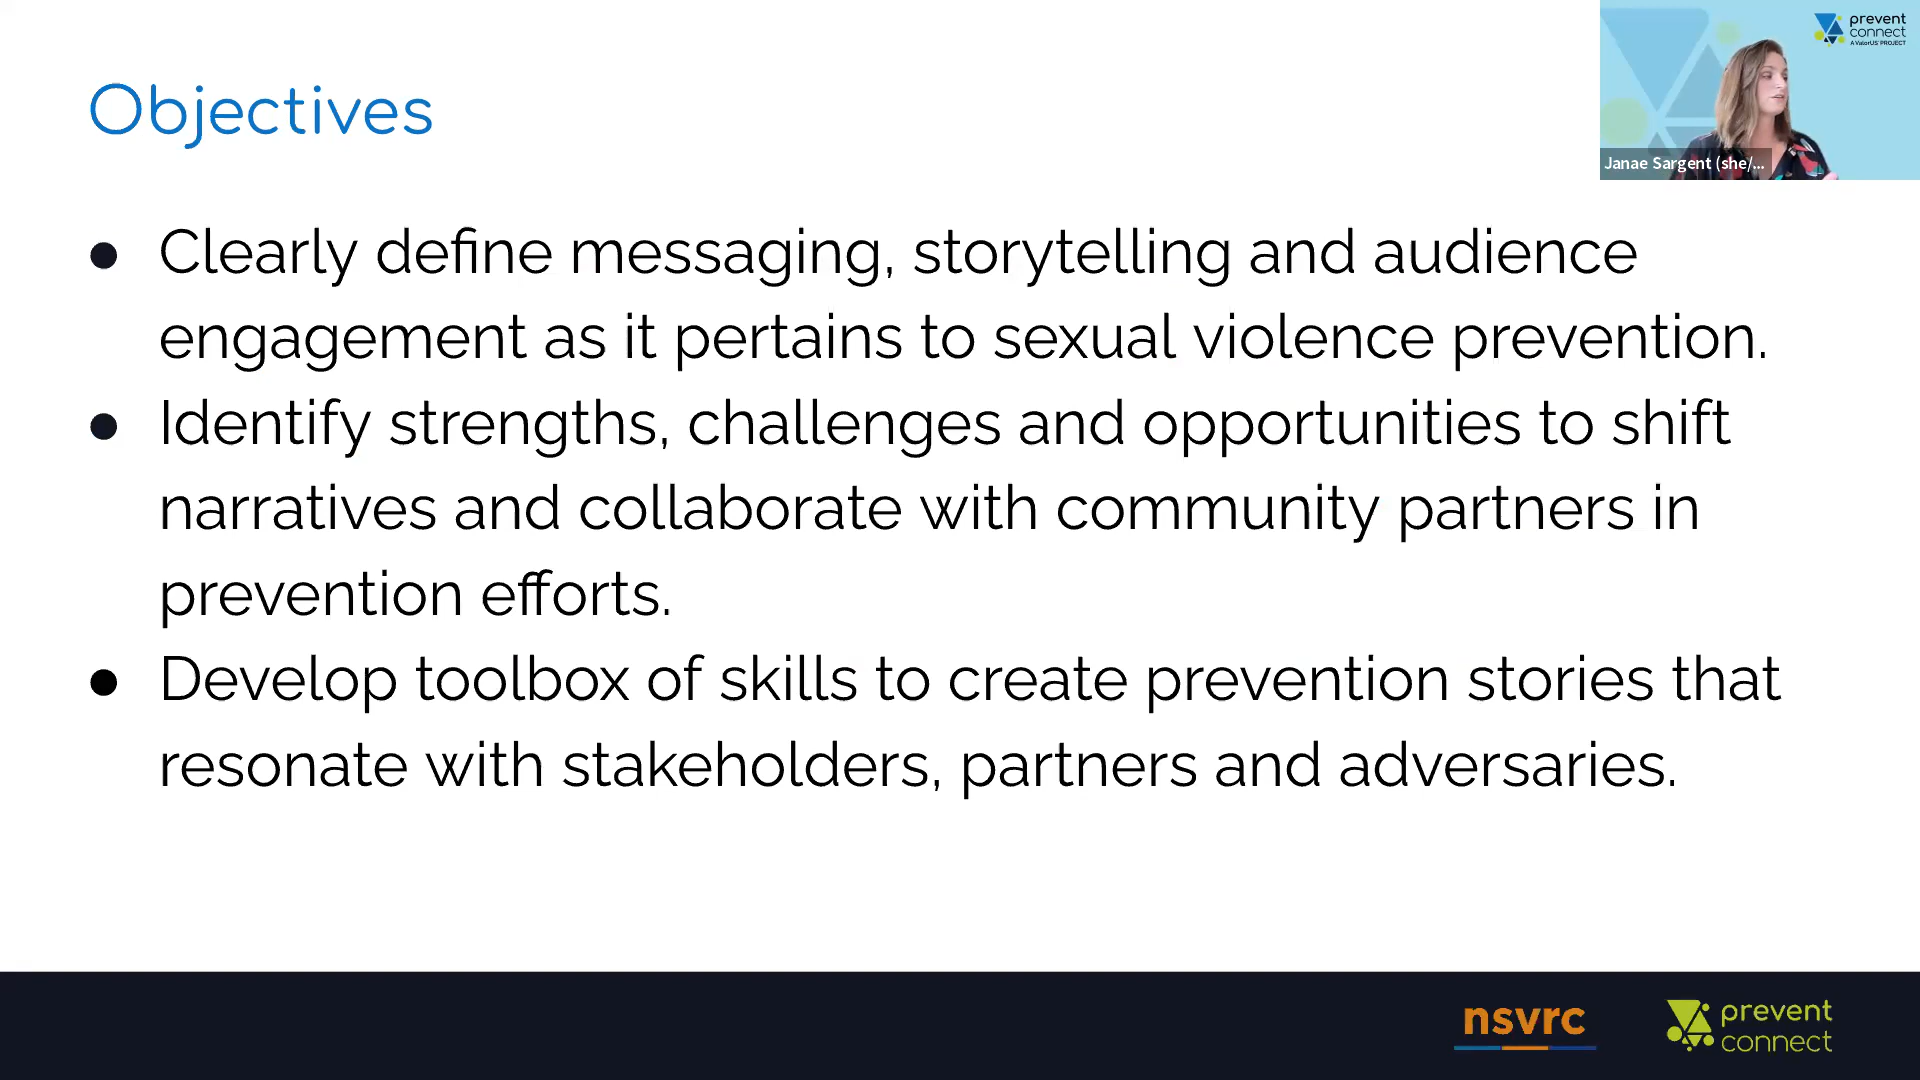 Objectives
prevent
connect
A ValorUS' PROJECT
Janae Sargent (she/...
● Clearly define messaging, storytelling and audience
engagement as it pertains to sexual violence prevention.
● Identify strengths, challenges and opportunities to shift
narratives and collaborate with community partners in
prevention efforts.
● Develop toolbox of skills to create prevention stories that
resonate with stakeholders, partners and adversaries.
nsvrc
prevent
connect